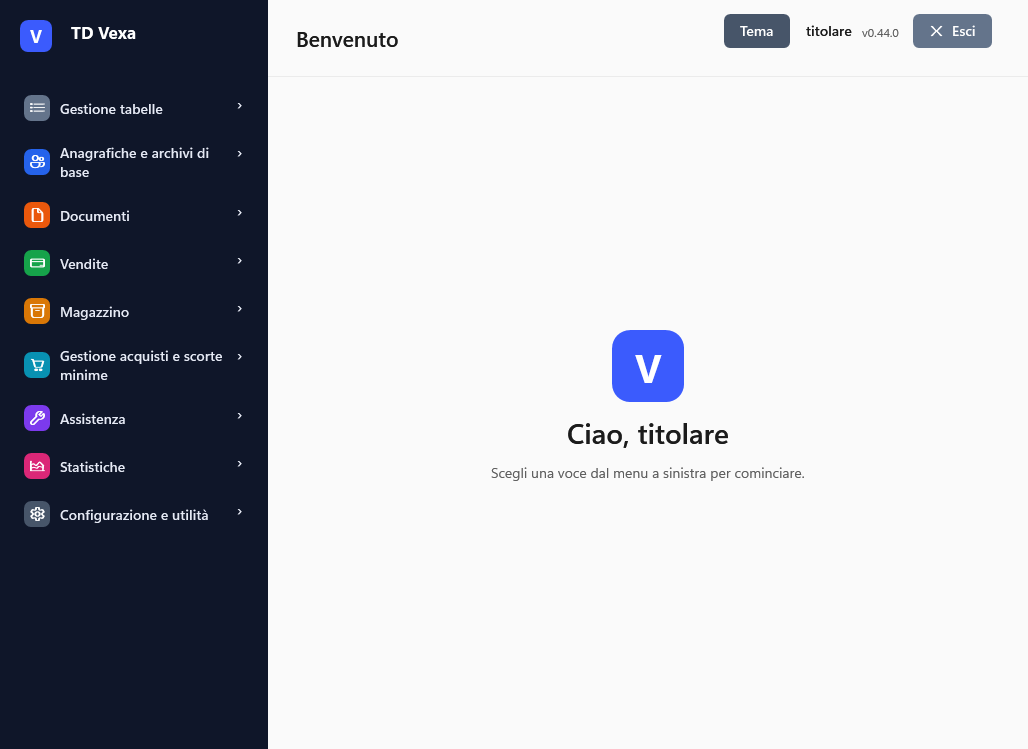 V
TD Vexa
Gestione tabelle
Anagrafiche e archivi di
base
Documenti
Vendite
Magazzino
Gestione acquisti e scorte
minime
Assistenza
Statistiche
Configurazione e utilità
Benvenuto
Tema
titolare
v0.44.0
Esci
V
Ciao, titolare
Scegli una voce dal menu a sinistra per cominciare.